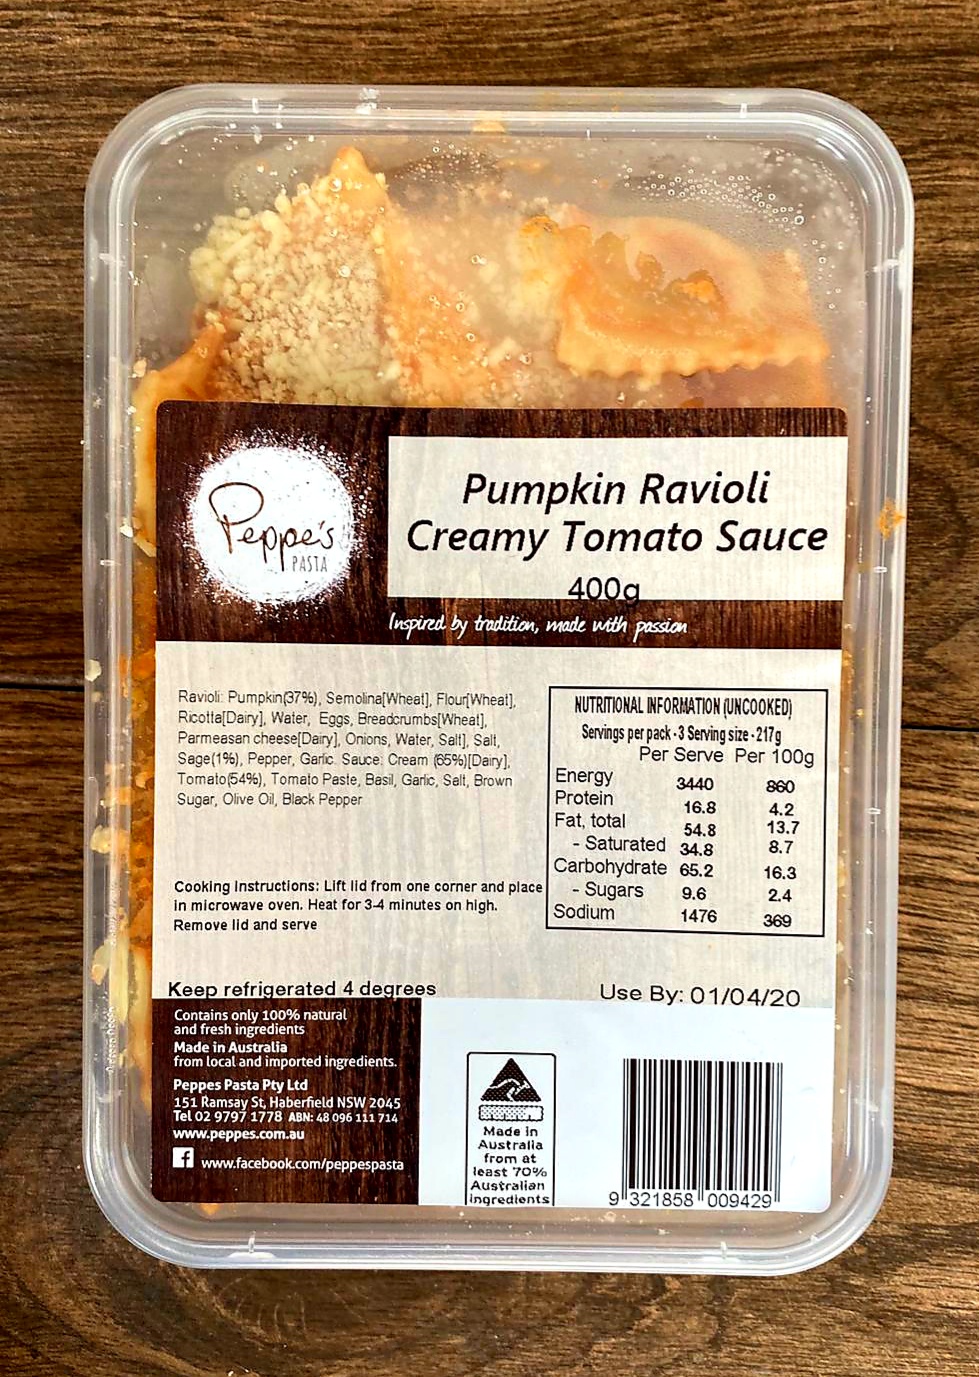 Peppe's
PASTA
Pumpkin Ravioli
Creamy Tomato Sauce
400g
Inspired by tradition, made with passion
Ravioli: Pumpkin(37%), Semolina[Wheat], Flour[Wheat],
Ricotta[Dairy], Water, Eggs, Breadcrumbs[Wheat],
Parmeasan cheese[Dairy], Onions, Water, Salt], Salt,
Sage(1%), Pepper, Garlic. Sauce: Cream (65%)[Dairy],
Tomato(54%), Tomato Paste, Basil, Garlic, Salt, Brown
Sugar, Olive Oil, Black Pepper
Cooking Instructions: Lift lid from one corner and place
in microwave oven. Heat for 3-4 minutes on high.
Remove lid and serve
NUTRITIONAL INFORMATION (UNCOOKED)
Servings per pack - 3 Serving size - 217g
Per Serve Per 100g
Energy 3440 860
Protein 16.8 4.2
Fat, total 54.8 13.7
- Saturated 34.8 8.7
Carbohydrate 65.2 16.3
- Sugars 9.6 2.4
Sodium 1476 369
Keep refrigerated 4 degrees
Use By: 01/04/20
Contains only 100% natural
and fresh ingredients
Made in Australia
from local and imported ingredients.
Peppes Pasta Pty Ltd
151 Ramsay St, Haberfield NSW 2045
Tel 02 9797 1778 ABN: 48 096 111 714
www.peppes.com.au
f www.facebook.com/peppespasta
Made in
Australia
from at
least 70%
Australian
ingredients
9 321858 009429